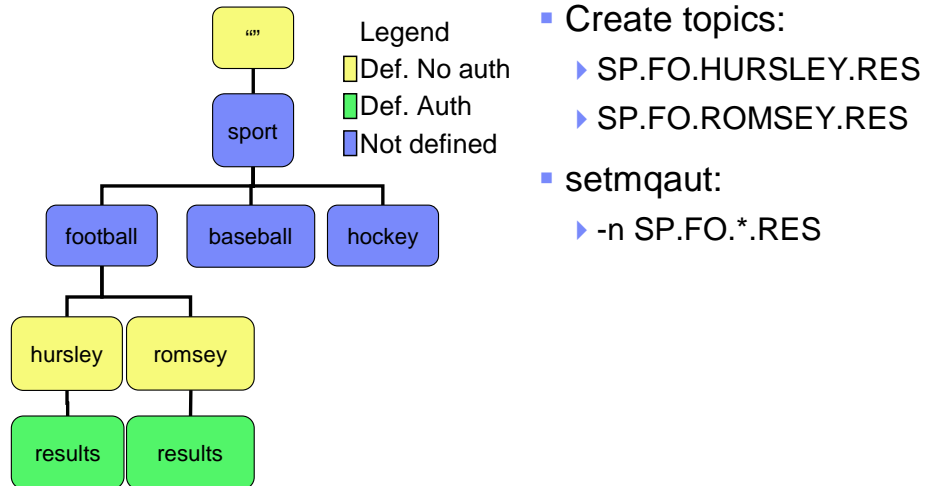 “”
sport
football
baseball
hockey
hursley
romsey
results
results
Legend
Def. No auth
Def. Auth
Not defined
Create topics:
SP.FO.HURSLEY.RES
SP.FO.ROMSEY.RES
setmqaut:
-n SP.FO.*.RES